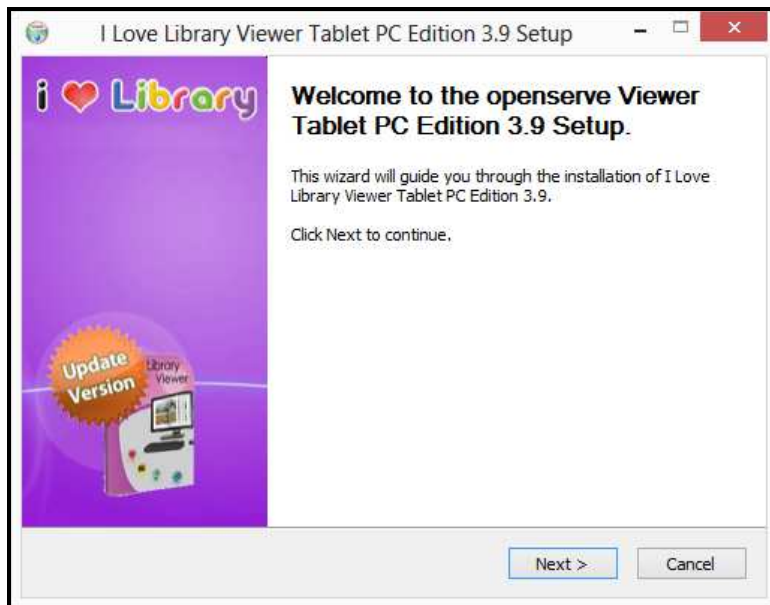 I Love Library Viewer Tablet PC Edition 3.9 Setup
i ❤ Library
Welcome to the openserve Viewer
Tablet PC Edition 3.9 Setup.
This wizard will guide you through the installation of I Love
Library Viewer Tablet PC Edition 3.9.
Click Next to continue.
Update
Version
Library
Viewer
Next >
Cancel